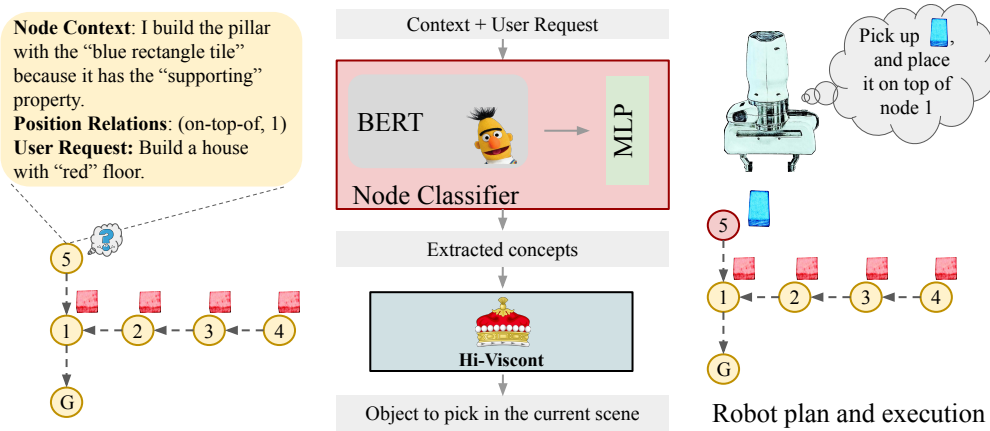 Node Context: I build the pillar
with the “blue rectangle tile”
because it has the “supporting”
property.
Position Relations: (on-top-of, 1)
User Request: Build a house
with “red” floor.
?
5
1
2
3
4
G
Context + User Request
BERT
MLP
Node Classifier
Extracted concepts
Hi-Viscont
Object to pick in the current scene
Pick up ,
and place
it on top of
node 1
5
1
2
3
4
G
Robot plan and execution